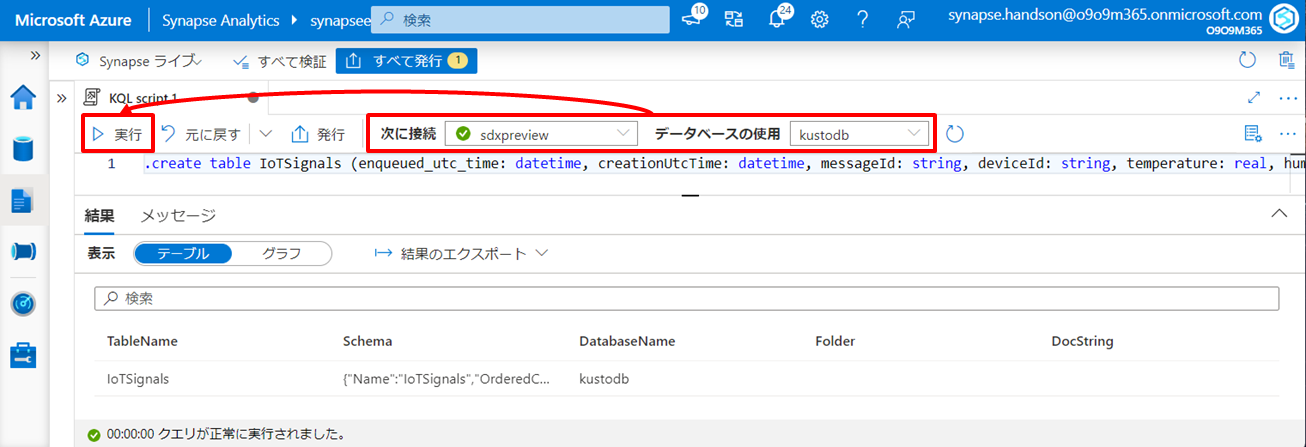 Microsoft Azure Synapse Analytics synapsee 検索 10 24 synapse.handson@o9o9m365.onmicrosoft.com
O9O9M365
Synapse ライブ すべて検証 すべて発行 1
KQL script 1
実行 元に戻す 発行 次に接続 sdxpreview データベースの使用 kustodb
1 .create table IoTSignals (enqueued_utc_time: datetime, creationUtcTime: datetime, messageId: string, deviceId: string, temperature: real, hum
結果 メッセージ
表示 テーブル グラフ 結果のエクスポート
検索
TableName Schema DatabaseName Folder DocString
IoTSignals {"Name":"IoTSignals","OrderedC... kustodb
00:00:00 クエリが正常に実行されました。